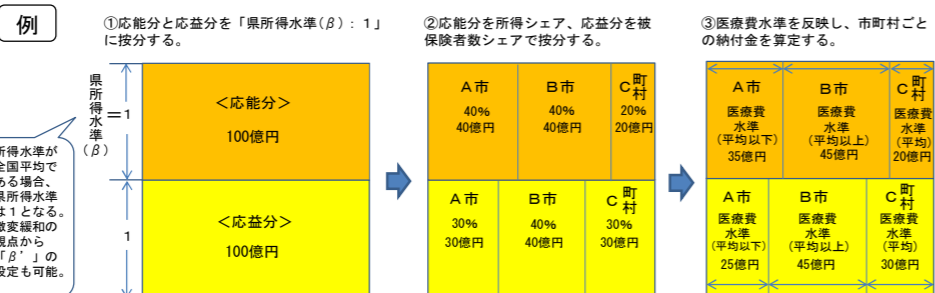 例
①応能分と応益分を「県所得水準(β)：1」
に按分する。
②応能分を所得シェア、応益分を被
保険者数シェアで按分する。
③医療費水準を反映し、市町村ごと
の納付金を算定する。
県所得水準(β)
＝1
1
所得水準が
全国平均で
ある場合、
県所得水準
は1となる。
激変緩和の
観点から
「β’」の
設定も可能。
＜応能分＞
100億円
＜応益分＞
100億円
A市
40%
40億円
B市
40%
40億円
C町村
20%
20億円
A市
30%
30億円
B市
40%
40億円
C町村
30%
30億円
A市
医療費
水準
(平均以下)
35億円
B市
医療費
水準
(平均以上)
45億円
C町村
医療費
水準
(平均)
20億円
A市
医療費
水準
(平均以下)
25億円
B市
医療費
水準
(平均以上)
45億円
C町村
医療費
水準
(平均)
30億円